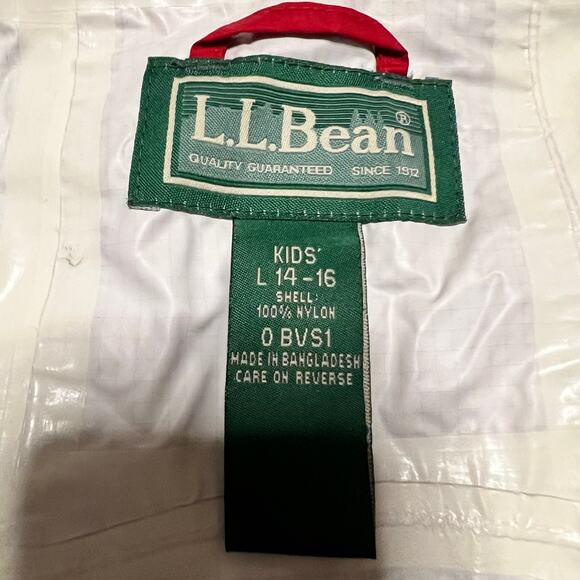 L.L.Bean®
QUALITY GUARANTEED SINCE 1912
KIDS'
L 14-16
SHELL:
100% NYLON
0 BVS1
MADE IN BANGLADESH
CARE ON REVERSE